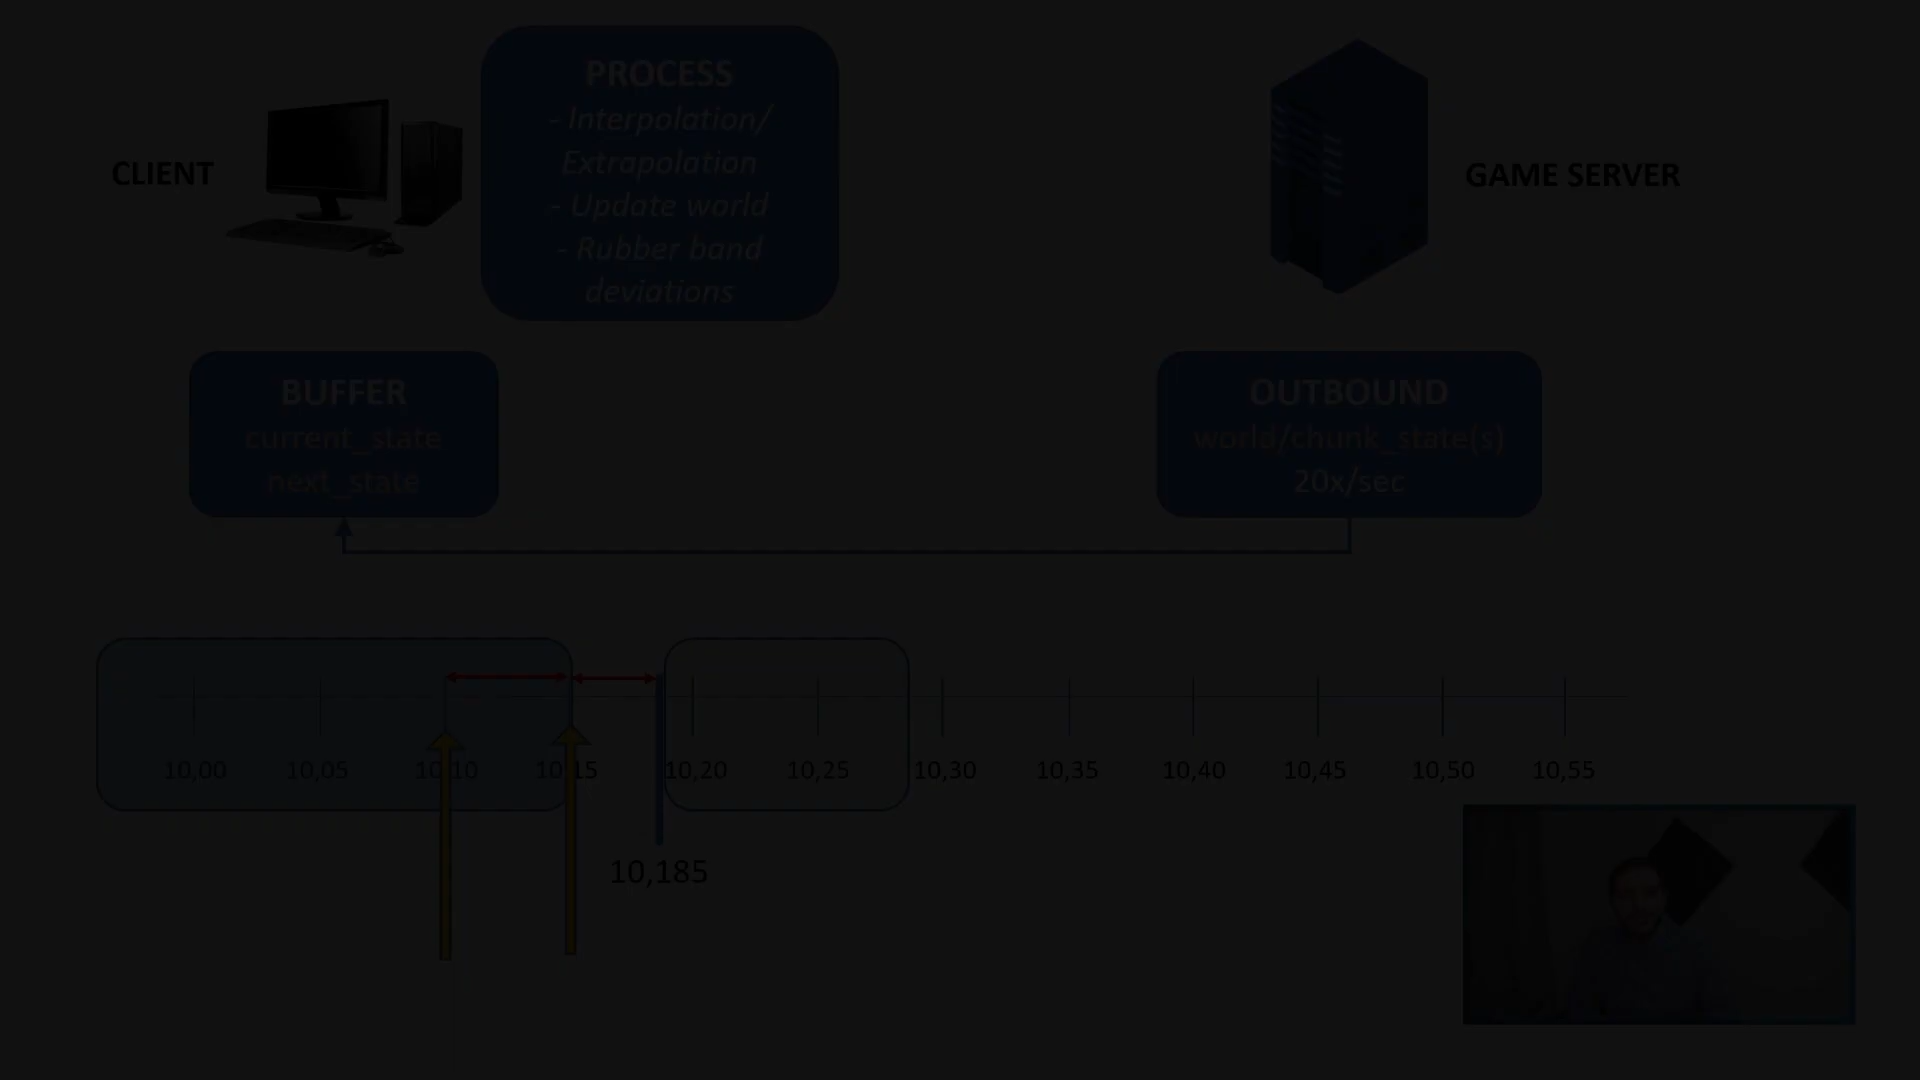 PROCESS
- Interpolation/
Extrapolation
- Update world
- Rubber band
deviations
CLIENT
GAME SERVER
BUFFER
current_state
next_state
OUTBOUND
world/chunk_state(s)
20x/sec
10,00 10,05 10,10 10,15 10,20 10,25 10,30 10,35 10,40 10,45 10,50 10,55
10,185